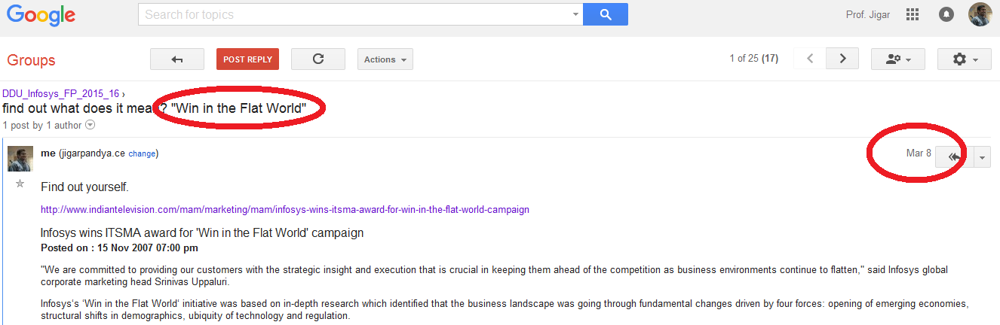 Google
Search for topics
Prof. Jigar
Groups
POST REPLY
Actions
1 of 25 (17)
DDU_Infosys_FP_2015_16 ›
find out what does it mean? "Win in the Flat World"
1 post by 1 author
me (jigarpandya.ce change)
Mar 8
Find out yourself.
http://www.indiantelevision.com/mam/marketing/mam/infosys-wins-itsma-award-for-win-in-the-flat-world-campaign
Infosys wins ITSMA award for 'Win in the Flat World' campaign
Posted on : 15 Nov 2007 07:00 pm
"We are committed to providing our customers with the strategic insight and execution that is crucial in keeping them ahead of the competition as business environments continue to flatten," said Infosys global
corporate marketing head Srinivas Uppaluri.
Infosys's 'Win in the Flat World' initiative was based on in-depth research which identified that the business landscape was going through fundamental changes driven by four forces: opening of emerging economies,
structural shifts in demographics, ubiquity of technology and regulation.